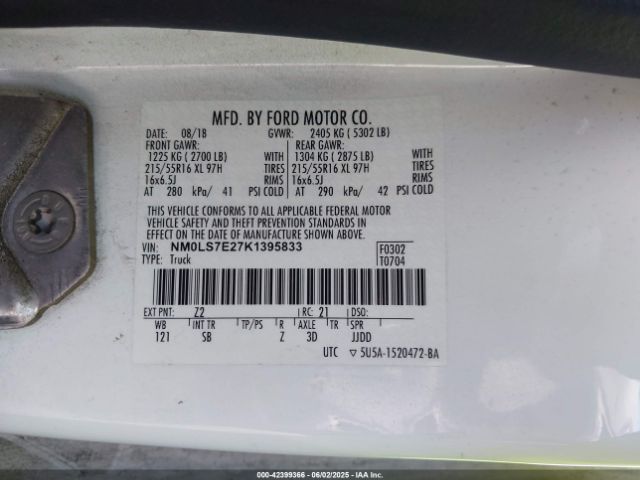 MFD. BY FORD MOTOR CO.
DATE: 08/18 GVWR: 2405 KG ( 5302 LB)
FRONT GAWR: REAR GAWR:
1225 KG ( 2700 LB) WITH 1304 KG ( 2875 LB) WITH
215/55R16 XL 97H TIRES 215/55R16 XL 97H TIRES
16x6.5J RIMS 16x6.5J RIMS
AT 280 kPa/ 41 PSI COLD AT 290 kPa/ 42 PSI COLD
THIS VEHICLE CONFORMS TO ALL APPLICABLE FEDERAL MOTOR
VEHICLE SAFETY AND THEFT PREVENTION STANDARDS IN
EFFECT ON THE DATE OF MANUFACTURE SHOWN ABOVE.
VIN: NM0LS7E27K1395833 F0302
TYPE: Truck T0704
EXT PNT: Z2 RC: 21 DSO:
WB INT TR TP/PS R AXLE TR SPR
121 SB Z 3D JJDD
UTC ▽ 5U5A-1520472-BA
00-42399366 - 06/02/2025 - COPYRIGHT IAA, LLC.